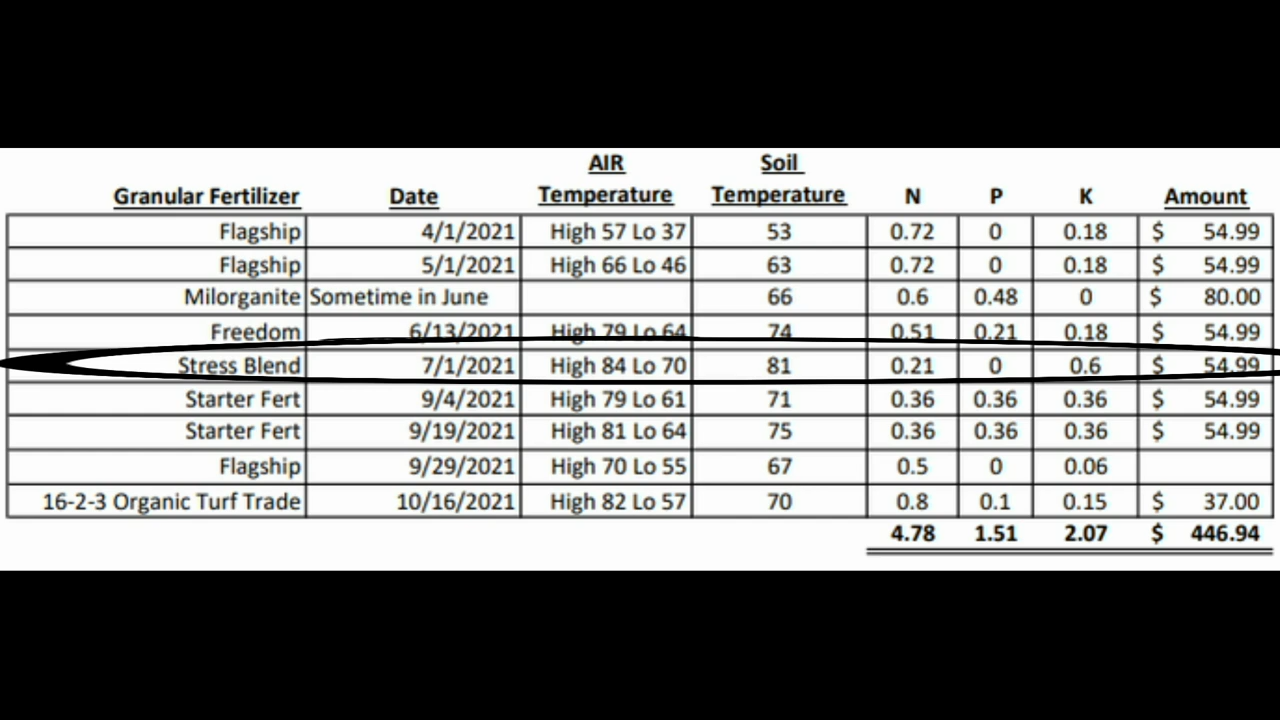 AIR Soil
Granular Fertilizer Date Temperature Temperature N P K Amount
Flagship 4/1/2021 High 57 Lo 37 53 0.72 0 0.18 $ 54.99
Flagship 5/1/2021 High 66 Lo 46 63 0.72 0 0.18 $ 54.99
Milorganite Sometime in June 66 0.6 0.48 0 $ 80.00
Freedom 6/13/2021 High 79 Lo 64 74 0.51 0.21 0.18 $ 54.99
Stress Blend 7/1/2021 High 84 Lo 70 81 0.21 0 0.6 $ 54.99
Starter Fert 9/4/2021 High 79 Lo 61 71 0.36 0.36 0.36 $ 54.99
Starter Fert 9/19/2021 High 81 Lo 64 75 0.36 0.36 0.36 $ 54.99
Flagship 9/29/2021 High 70 Lo 55 67 0.5 0 0.06
16-2-3 Organic Turf Trade 10/16/2021 High 82 Lo 57 70 0.8 0.1 0.15 $ 37.00
4.78 1.51 2.07 $ 446.94